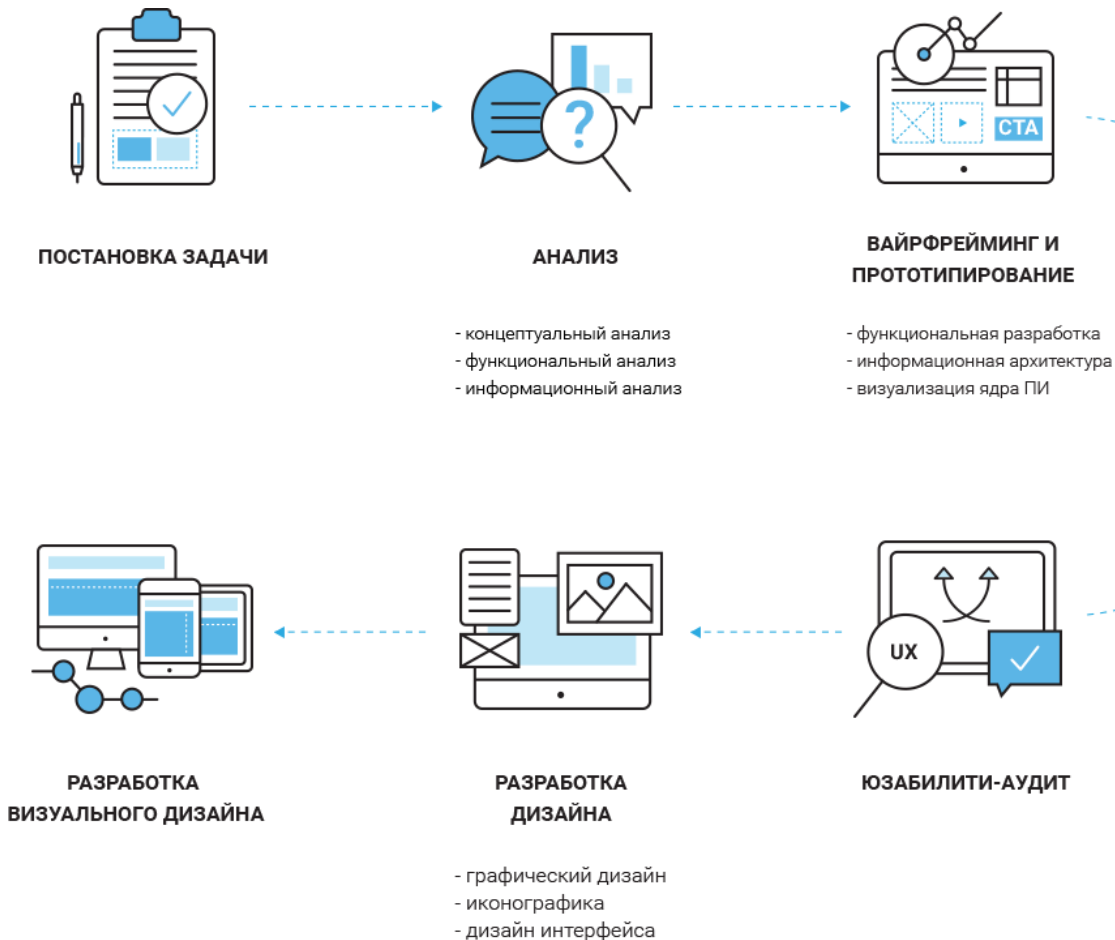 ?
CTA
ПОСТАНОВКА ЗАДАЧИ
АНАЛИЗ
- концептуальный анализ
- функциональный анализ
- информационный анализ
ВАЙРФРЕЙМИНГ И
ПРОТОТИПИРОВАНИЕ
- функциональная разработка
- информационная архитектура
- визуализация ядра ПИ
UX
ЮЗАБИЛИТИ-АУДИТ
РАЗРАБОТКА
ДИЗАЙНА
- графический дизайн
- иконографика
- дизайн интерфейса
РАЗРАБОТКА
ВИЗУАЛЬНОГО ДИЗАЙНА